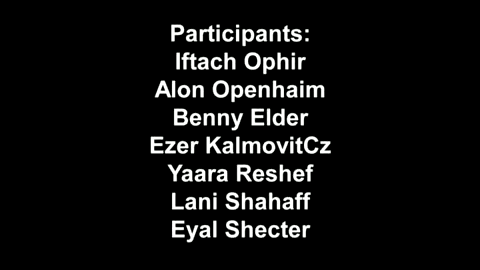 Participants:
Iftach Ophir
Alon Openhaim
Benny Elder
Ezer KalmovitCz
Yaara Reshef
Lani Shahaff
Eyal Shecter